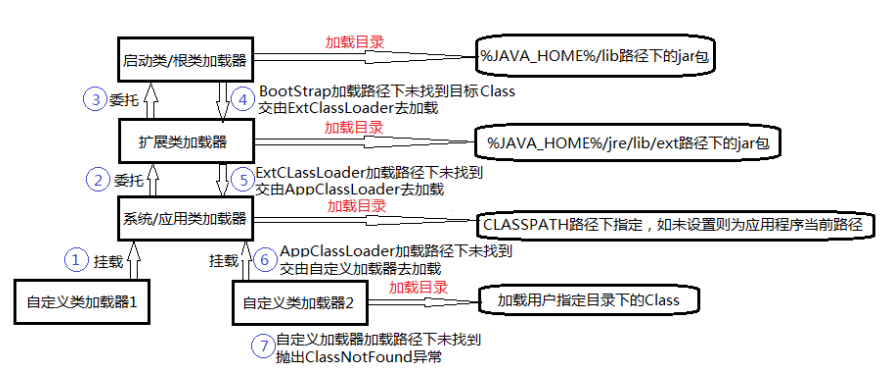 加载目录
启动类/根类加载器
%JAVA_HOME%/lib路径下的jar包
③ 委托
④ BootStrap加载路径下未找到目标Class
交由ExtClassLoader去加载
加载目录
扩展类加载器
%JAVA_HOME%/jre/lib/ext路径下的jar包
② 委托
⑤ ExtCLassLoader加载路径下未找到
交由AppClassLoader去加载
加载目录
系统/应用类加载器
CLASSPATH路径下指定，如未设置则为应用程序当前路径
① 挂载
挂载
⑥ AppClassLoader加载路径下未找到
交由自定义加载器去加载
加载目录
自定义类加载器1
自定义类加载器2
加载用户指定目录下的Class
⑦ 自定义加载器加载路径下未找到
抛出ClassNotFound异常